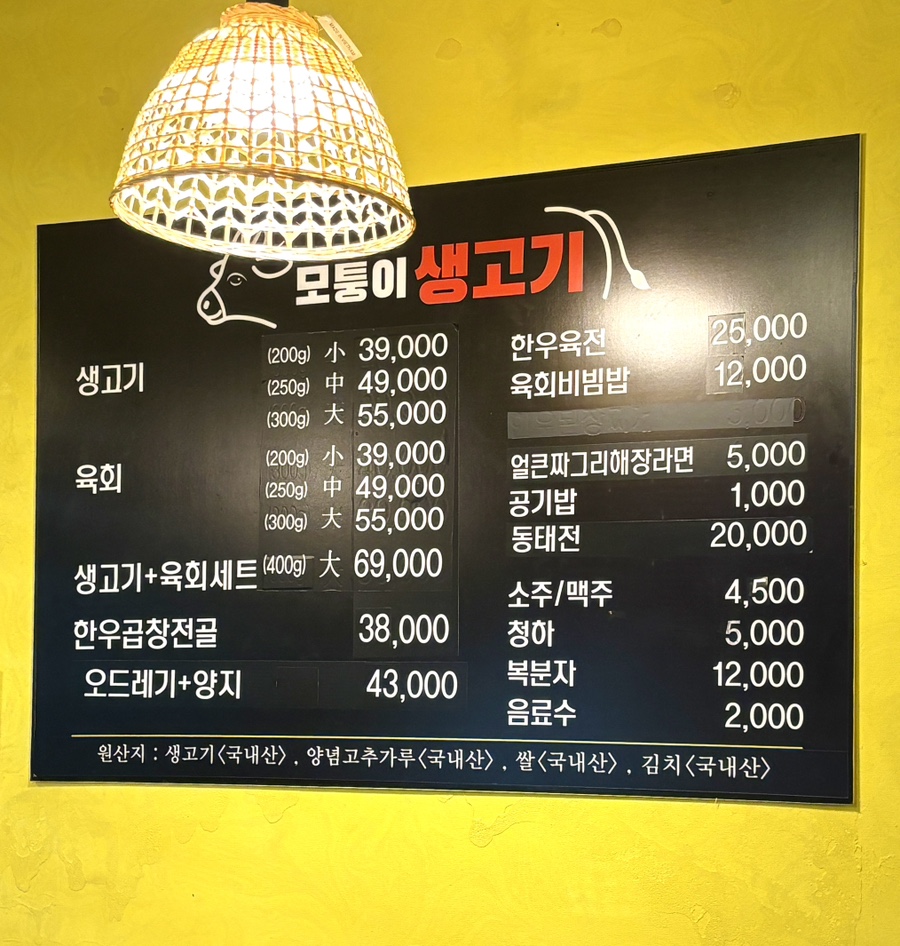 모퉁이 생고기
생고기 (200g) 小 39,000
(250g) 中 49,000
(300g) 大 55,000
육회 (200g) 小 39,000
(250g) 中 49,000
(300g) 大 55,000
생고기+육회세트 (400g) 大 69,000
한우곱창전골 38,000
오드레기+양지 43,000
한우육전 25,000
육회비빔밥 12,000
얼큰짜그리해장라면 5,000
공기밥 1,000
동태전 20,000
소주/맥주 4,500
청하 5,000
복분자 12,000
음료수 2,000
원산지 : 생고기〈국내산〉, 양념고추가루〈국내산〉, 쌀〈국내산〉, 김치〈국내산〉